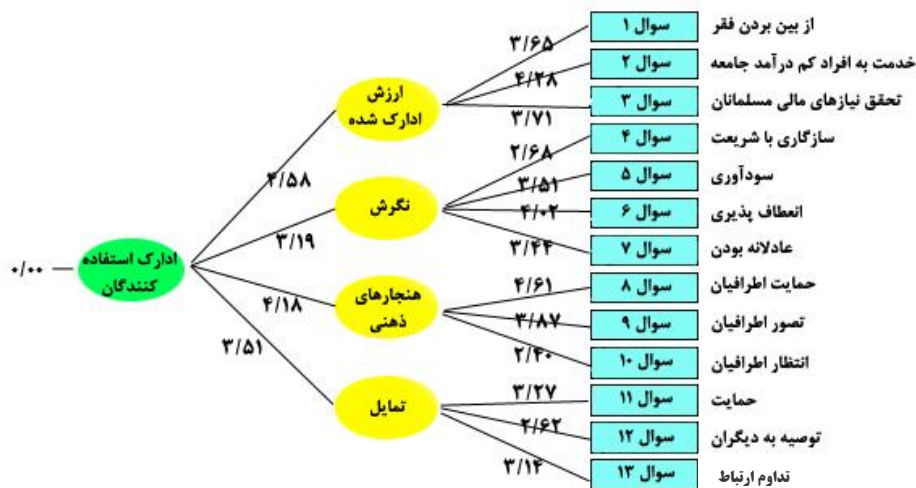 سوال ۱
از بین بردن فقر
۳/۶۵
سوال ۲
خدمت به افراد کم درآمد جامعه
۴/۲۸
ارزش
ادارک شده
سوال ۳
تحقق نیازهای مالی مسلمانان
۳/۷۱
سوال ۴
سازگاری با شریعت
۲/۶۸
سوال ۵
سودآوری
۳/۵۱
۴/۵۸
نگرش
سوال ۶
انعطاف پذیری
۴/۰۲
۳/۱۹
سوال ۷
عادلانه بودن
۳/۴۴
ادارک استفاده
کنندگان
۰/۰۰
سوال ۸
حمایت اطرافیان
۴/۶۱
۴/۱۸
هنجارهای
ذهنی
سوال ۹
تصور اطرافیان
۳/۸۷
۳/۵۱
سوال ۱۰
انتظار اطرافیان
۲/۴۰
سوال ۱۱
حمایت
۳/۲۷
تمایل
سوال ۱۲
توصیه به دیگران
۲/۶۲
سوال ۱۳
تداوم ارتباط
۳/۱۴